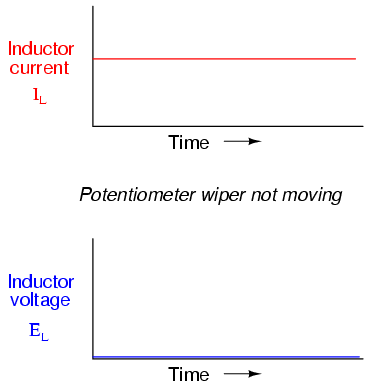 Inductor
current
IL
Time
Potentiometer wiper not moving
Inductor
voltage
EL
Time